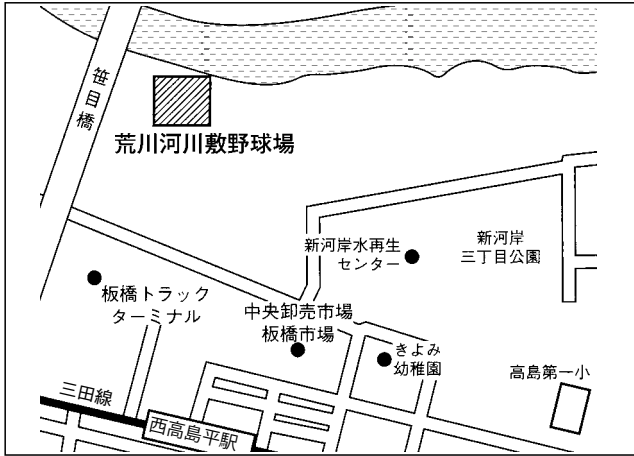 笹目橋
荒川河川敷野球場
新河岸水再生
センター
新河岸
三丁目公園
板橋トラック
ターミナル
中央卸売市場
板橋市場
きよみ
幼稚園
高島第一小
三田線
西高島平駅